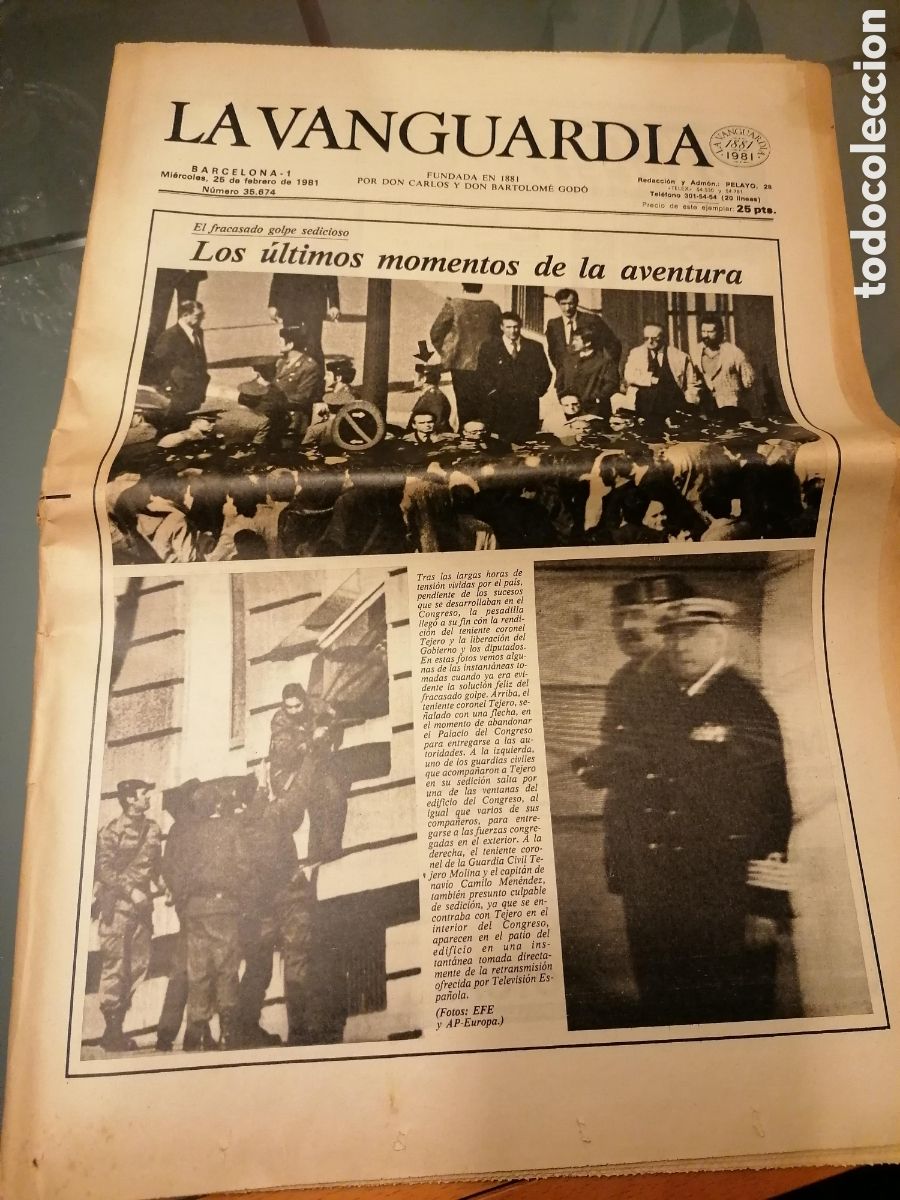 LA VANGUARDIA
LA VANGUARDIA
1881
1981
BARCELONA - 1
Miércoles, 25 de febrero de 1981
Número 35.674
FUNDADA EN 1881
POR DON CARLOS Y DON BARTOLOMÉ GODÓ
Redacción y Admón.: PELAYO, 28
«TELEX» 54.530 y 54.781
Teléfono 301-54-54 (20 líneas)
Precio de este ejemplar: 25 pts.
El fracasado golpe sedicioso
Los últimos momentos de la aventura
Tras las largas horas de
tensión vividas por el país,
pendiente de los sucesos
que se desarrollaban en el
Congreso, la pesadilla
llegó a su fin cón la rendi-
ción del teniente coronel
Tejero y la liberación del
Gobierno y los diputados.
En estas fotos vemos algu-
nas de las instantáneas to-
madas cuando ya era evi-
dente la solución feliz del
fracasado golpe. Arriba, el
teniente coronel Tejero, se-
ñalado con una flecha, en
el momento de abandonar
el Palacio del Congreso
para entregarse a las au-
toridades. A la izquierda,
uno de los guardias civiles
que acompañaron a Tejero
en su sedición salta por
una de las ventanas del
edificio del Congreso, al
igual que varios de sus
compañeros, para entre-
garse a las fuerzas congre-
gadas en el exterior. A la
derecha, el teniente coro-
nel de la Guardia Civil Te-
jero Molina y el capitán de
navío Camilo Menéndez,
también presunto culpable
de sedición, ya que se en-
contraba con Tejero en el
interior del Congreso,
aparecen en el patio del
edificio en una ins-
tantánea tomada directa-
mente de la retransmisión
ofrecida por Televisión Es-
pañola.
(Fotos: EFE
y AP-Europa.)
todocoleccion